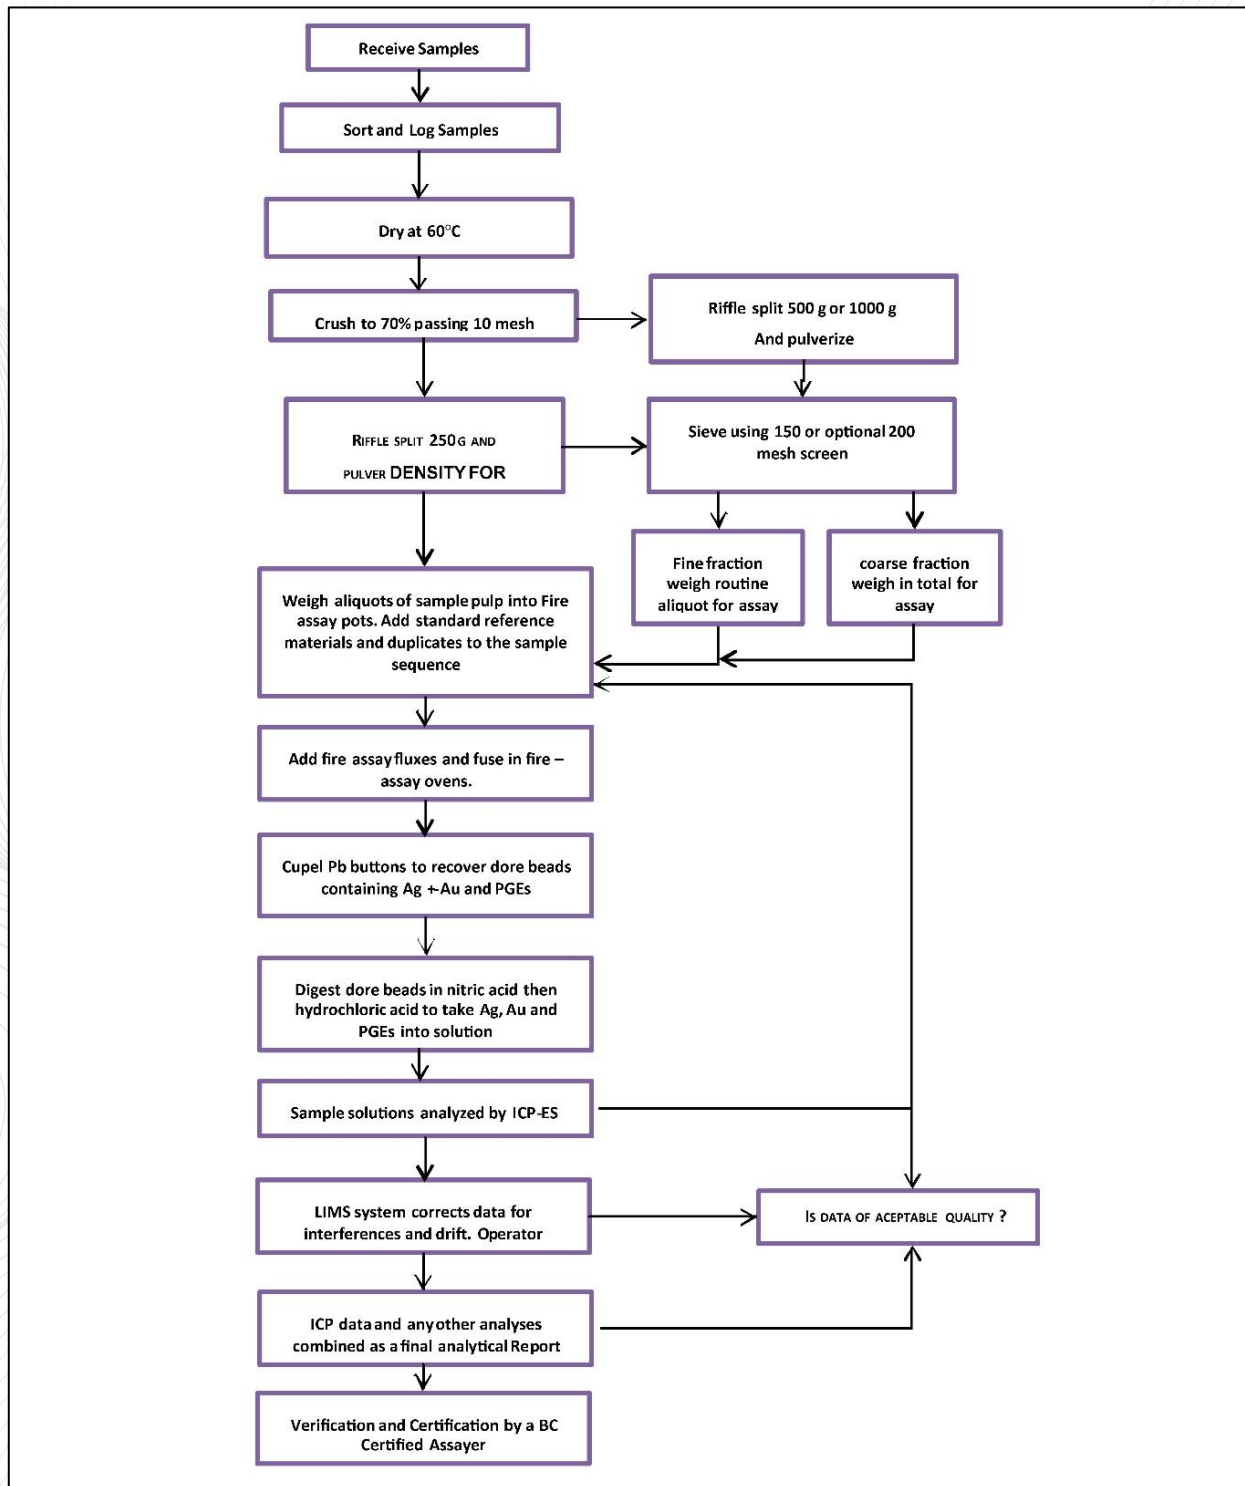 Receive Samples
Sort and Log Samples
Dry at 60°C
Crush to 70% passing 10 mesh
Riffle split 500 g or 1000 g
And pulverize
RIFFLE SPLIT 250G AND
PULVER DENSITY FOR
Sieve using 150 or optional 200
mesh screen
Fine fraction
weigh routine
aliquot for assay
coarse fraction
weigh in total for
assay
Weigh aliquots of sample pulp into Fire
assay pots. Add standard reference
materials and duplicates to the sample
sequence
Add fire assay fluxes and fuse in fire –
assay ovens.
Cupel Pb buttons to recover dore beads
containing Ag +-Au and PGEs
Digest dore beads in nitric acid then
hydrochloric acid to take Ag, Au and
PGEs into solution
Sample solutions analyzed by ICP-ES
LIMS system corrects data for
interferences and drift. Operator
IS DATA OF ACEPTABLE QUALITY ?
ICP data and any other analyses
combined as a final analytical Report
Verification and Certification by a BC
Certified Assayer